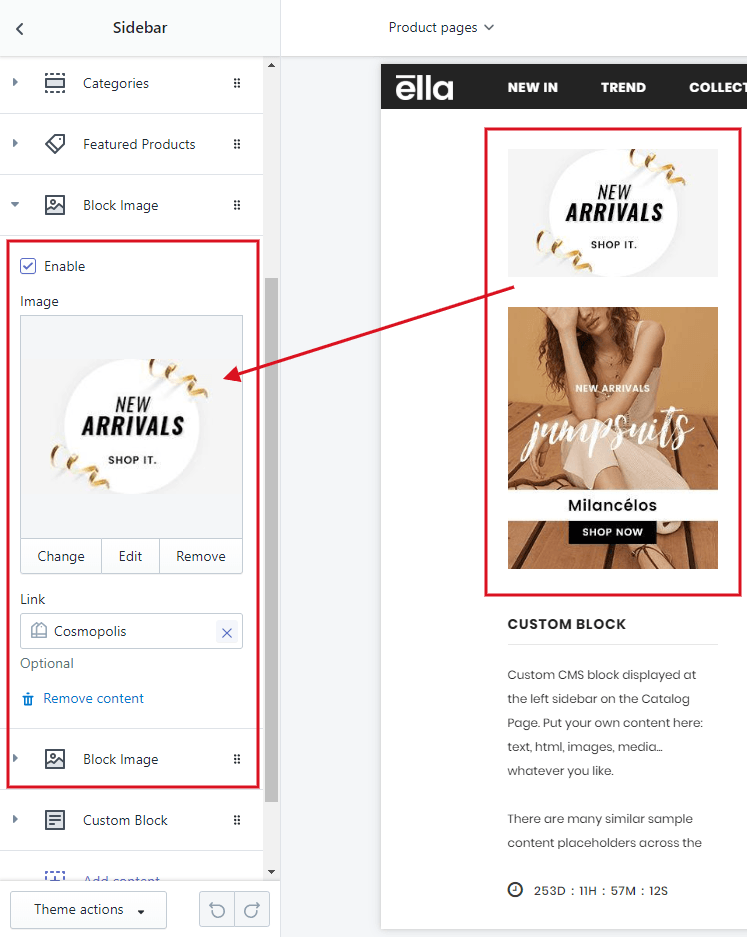 Sidebar
Product pages
Categories
Featured Products
Block Image
Enable
Image
NEW
ARRIVALS
SHOP IT.
Change
Edit
Remove
Link
Cosmopolis
Optional
Remove content
Block Image
Custom Block
Add content
Theme actions
ella
NEW IN
TREND
COLLECT
NEW
ARRIVALS
SHOP IT.
NEW ARRIVALS
jumpsuits
Milancélos
SHOP NOW
CUSTOM BLOCK
Custom CMS block displayed at
the left sidebar on the Catalog
Page. Put your own content here:
text, html, images, media...
whatever you like.
There are many similar sample
content placeholders across the
253D : 11H : 57M : 12S